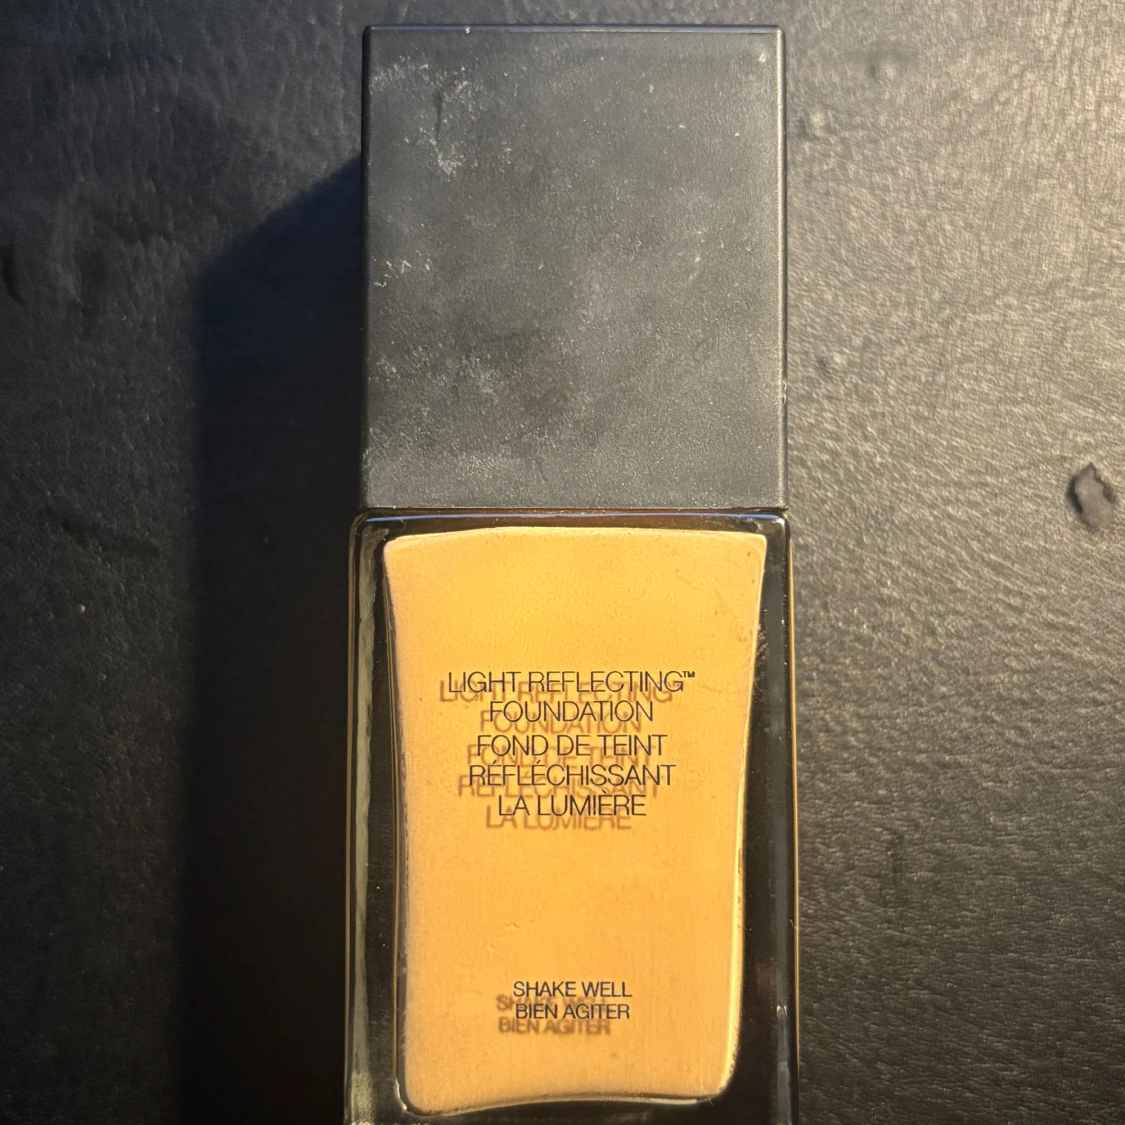 LIGHT REFLECTING™
FOUNDATION
FOND DE TEINT
RÉFLÉCHISSANT
LA LUMIÈRE
SHAKE WELL
BIEN AGITER